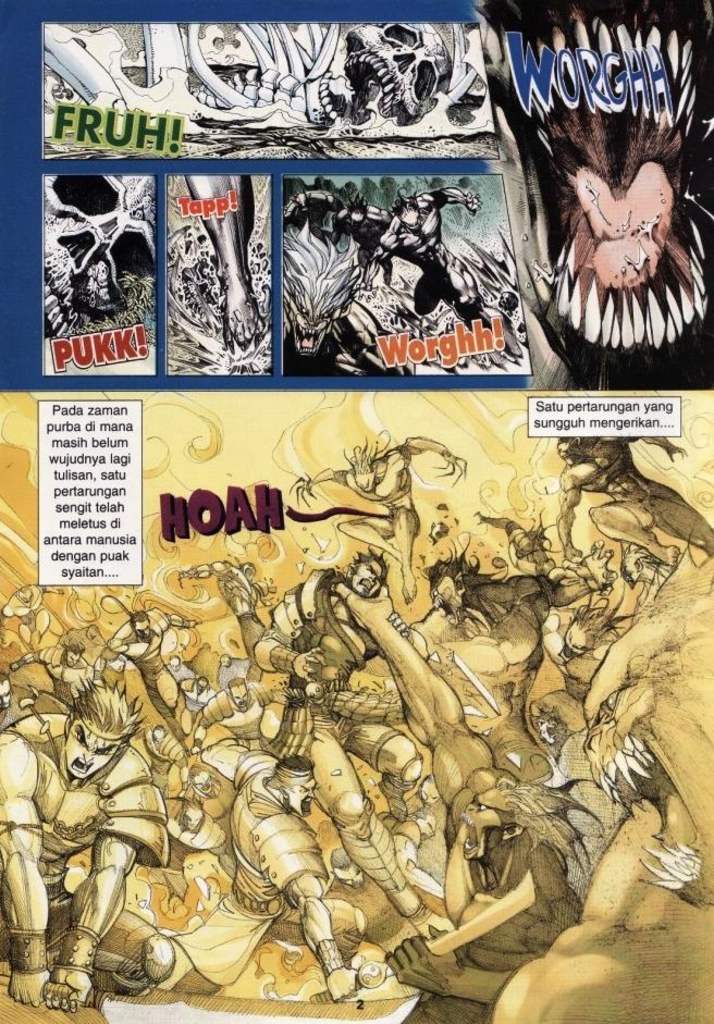 WORGHH
FRUH!
PUKK!
Tapp!
Worghh!
Pada zaman
purba di mana
masih belum
wujudnya lagi
tulisan, satu
pertarungan
sengit telah
meletus di
antara manusia
dengan puak
syaitan....
Satu pertarungan yang
sungguh mengerikan....
HOAH
2